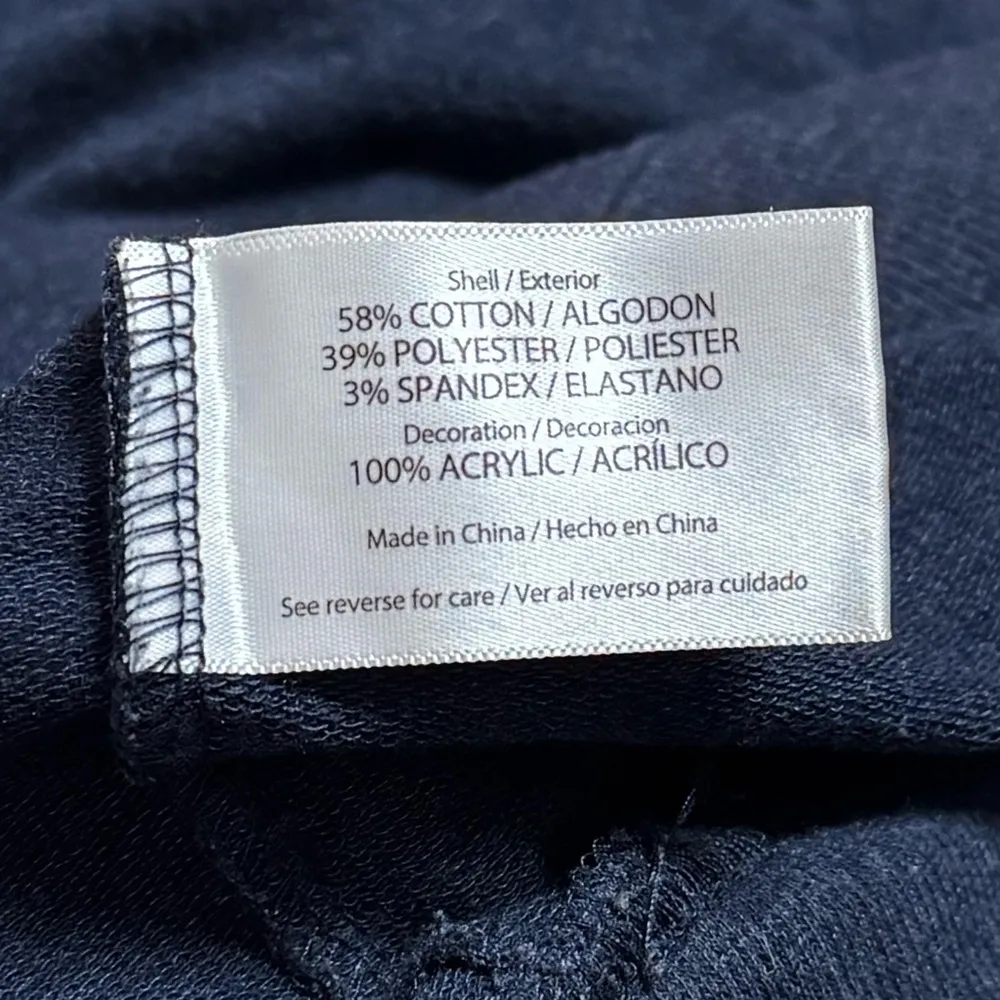 Shell / Exterior
58% COTTON / ALGODON
39% POLYESTER / POLIESTER
3% SPANDEX / ELASTANO
Decoration / Decoracion
100% ACRYLIC / ACRÍLICO
Made in China / Hecho en China
See reverse for care / Ver al reverso para cuidado